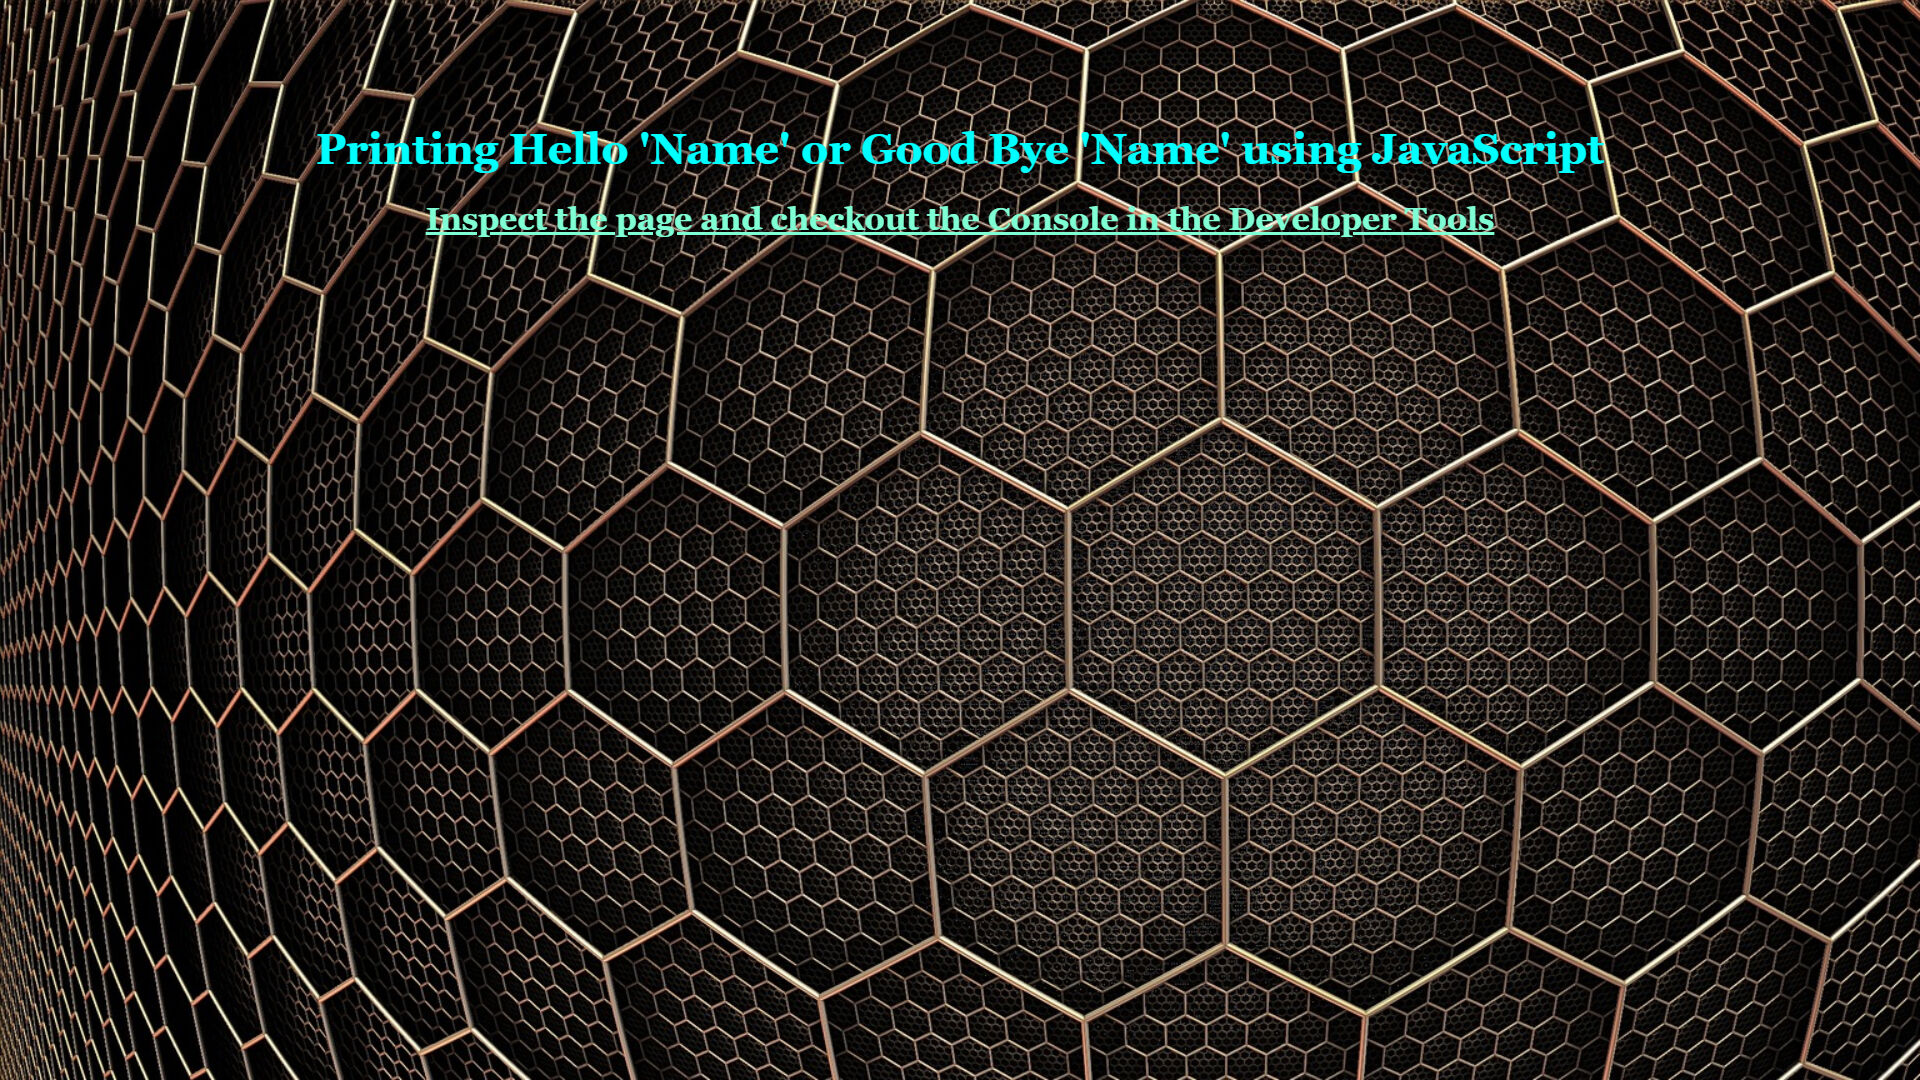 Printing Hello 'Name' or Good Bye 'Name' using JavaScript
Inspect the page and checkout the Console in the Developer Tools